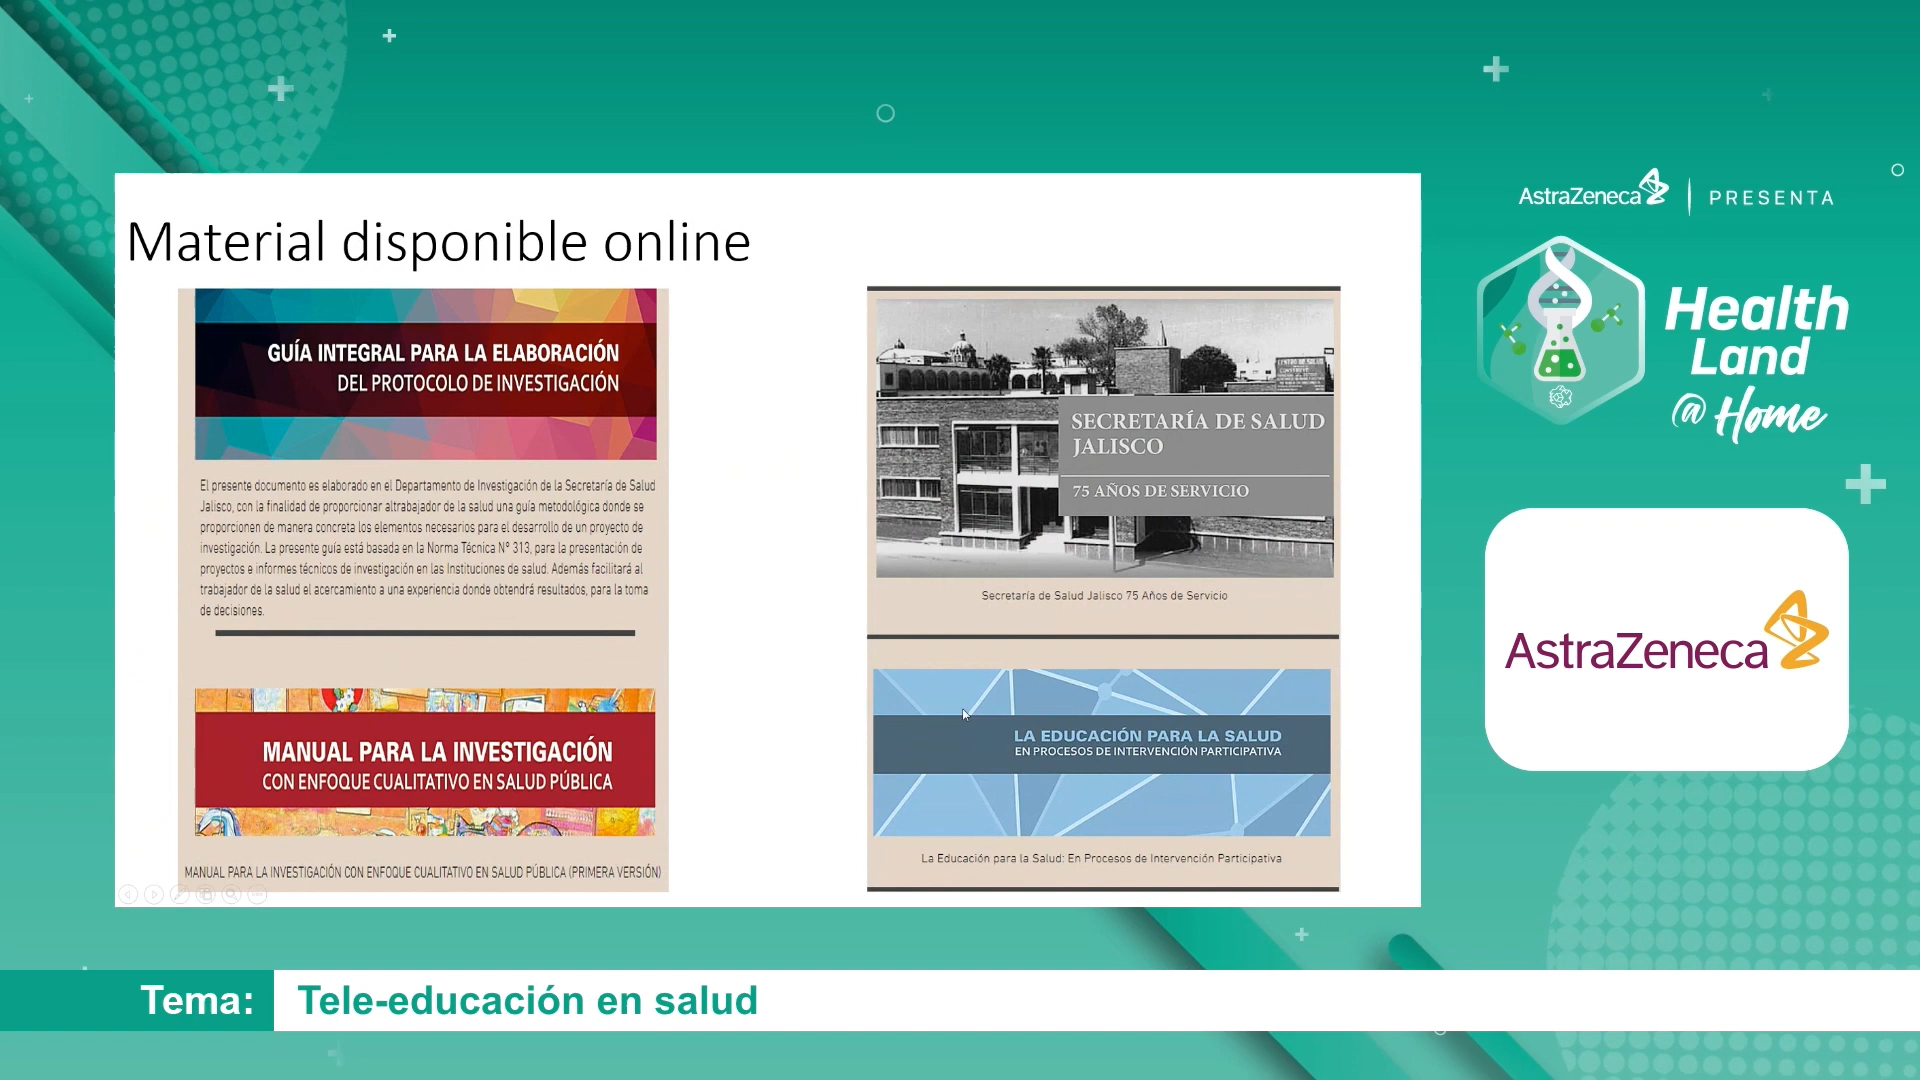 Material disponible online
GUÍA INTEGRAL PARA LA ELABORACIÓN
DEL PROTOCOLO DE INVESTIGACIÓN
El presente documento es elaborado en el Departamento de Investigación de la Secretaría de Salud
Jalisco, con la finalidad de proporcionar altrabajador de la salud una guía metodológica donde se
proporcionen de manera concreta los elementos necesarios para el desarrollo de un proyecto de
investigación. La presente guía está basada en la Norma Técnica Nº 313, para la presentación de
proyectos e informes técnicos de investigación en las Instituciones de salud. Además facilitará al
trabajador de la salud el acercamiento a una experiencia donde obtendrá resultados, para la toma
de decisiones.
MANUAL PARA LA INVESTIGACIÓN
CON ENFOQUE CUALITATIVO EN SALUD PÚBLICA
MANUAL PARA LA INVESTIGACIÓN CON ENFOQUE CUALITATIVO EN SALUD PÚBLICA (PRIMERA VERSIÓN)
SECRETARÍA DE SALUD
JALISCO
75 AÑOS DE SERVICIO
Secretaría de Salud Jalisco 75 Años de Servicio
LA EDUCACIÓN PARA LA SALUD
EN PROCESOS DE INTERVENCIÓN PARTICIPATIVA
La Educación para la Salud: En Procesos de Intervención Participativa
AstraZeneca PRESENTA
Health
Land
@ Home
AstraZeneca
Tema: Tele-educación en salud